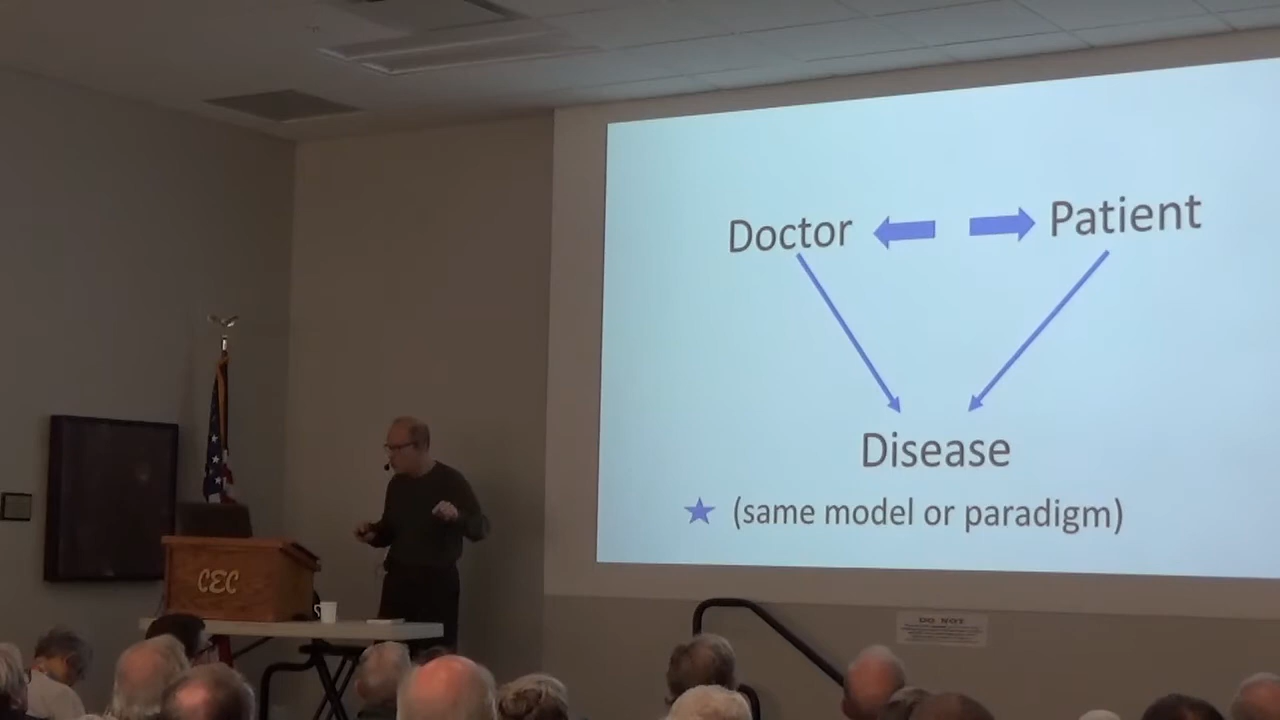 Doctor Patient
Disease
(same model or paradigm)
CEC
DO NOT